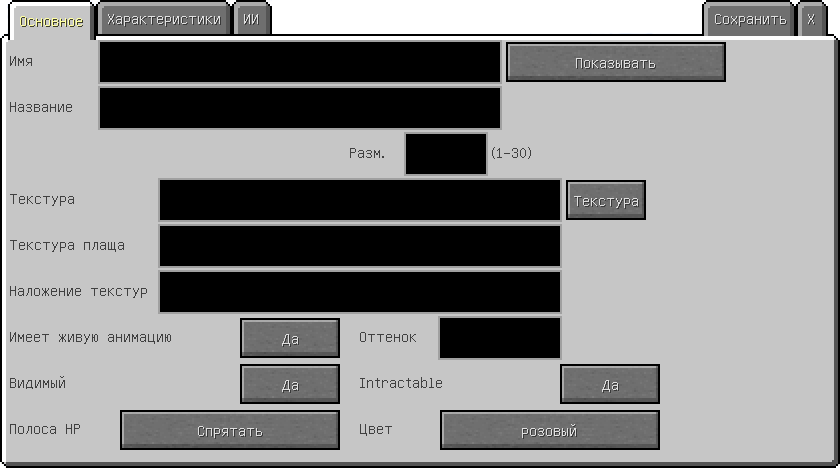 Основное Характеристики ИИ Сохранить X
Имя Показывать
Название
Разм. (1-30)
Текстура Текстура
Текстура плаща
Наложение текстур
Имеет живую анимацию Да Оттенок
Видимый Да Intractable Да
Полоса HP Спрятать Цвет розовый